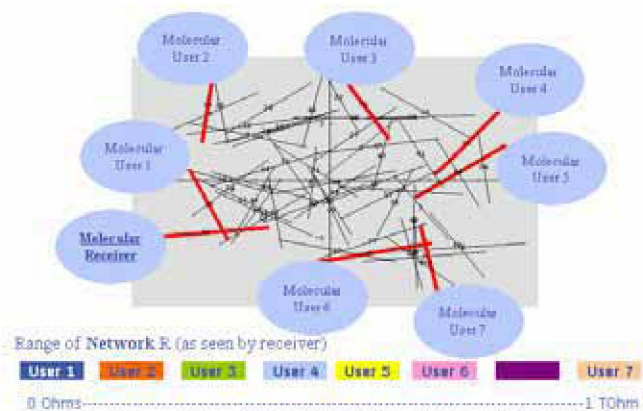 Molecular
User 2
Molecular
User 3
Molecular
User 4
Molecular
User 1
Molecular
User 5
Molecular
Receiver
Molecular
User 6
Molecular
User 7
Range of Network R (as seen by receiver)
User 1 User 2 User 3 User 4 User 5 User 6 User 7
0 Ohms 1 TOhm